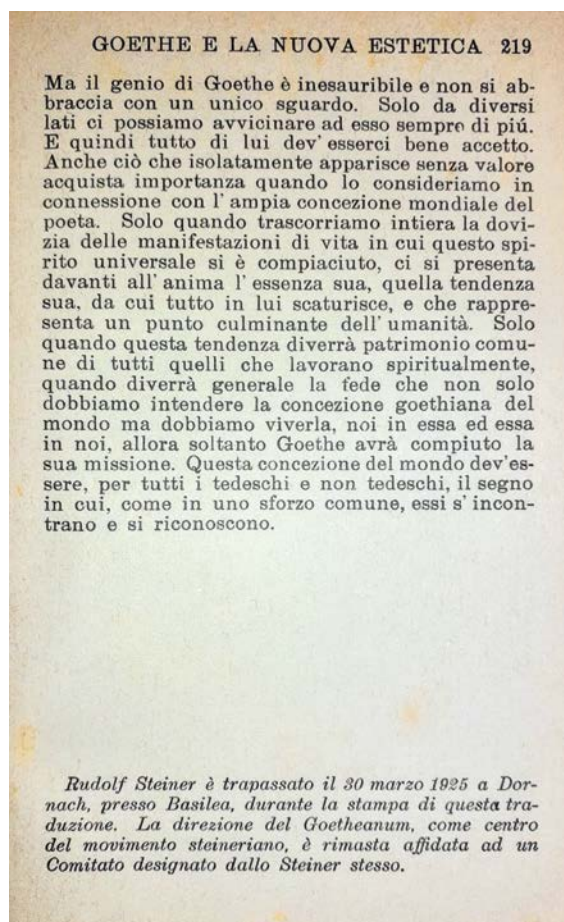 GOETHE E LA NUOVA ESTETICA 219
Ma il genio di Goethe è inesauribile e non si ab-
braccia con un unico sguardo. Solo da diversi
lati ci possiamo avvicinare ad esso sempre di piú.
E quindi tutto di lui dev' esserci bene accetto.
Anche ciò che isolatamente apparisce senza valore
acquista importanza quando lo consideriamo in
connessione con l' ampia concezione mondiale del
poeta. Solo quando trascorriamo intiera la dovi-
zia delle manifestazioni di vita in cui questo spi-
rito universale si è compiaciuto, ci si presenta
davanti all' anima l' essenza sua, quella tendenza
sua, da cui tutto in lui scaturisce, e che rappre-
senta un punto culminante dell' umanità. Solo
quando questa tendenza diverrà patrimonio comu-
ne di tutti quelli che lavorano spiritualmente,
quando diverrà generale la fede che non solo
dobbiamo intendere la concezione goethiana del
mondo ma dobbiamo viverla, noi in essa ed essa
in noi, allora soltanto Goethe avrà compiuto la
sua missione. Questa concezione del mondo dev'es-
sere, per tutti i tedeschi e non tedeschi, il segno
in cui, come in uno sforzo comune, essi s' incon-
trano e si riconoscono.
Rudolf Steiner è trapassato il 30 marzo 1925 a Dor-
nach, presso Basilea, durante la stampa di questa tra-
duzione. La direzione del Goetheanum, come centro
del movimento steineriano, è rimasta affidata ad un
Comitato designato dallo Steiner stesso.